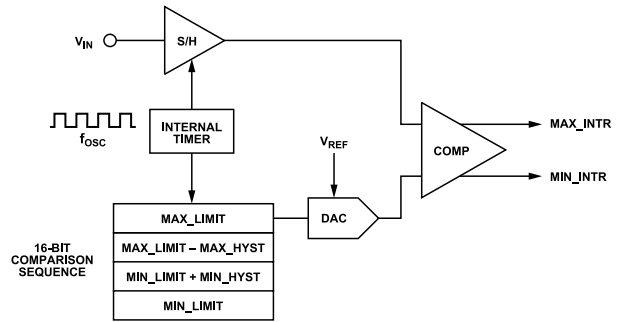 V_IN
S/H
f_OSC
INTERNAL
TIMER
V_REF
COMP
MAX_INTR
MIN_INTR
DAC
16-BIT
COMPARISON
SEQUENCE
MAX_LIMIT
MAX_LIMIT – MAX_HYST
MIN_LIMIT + MIN_HYST
MIN_LIMIT